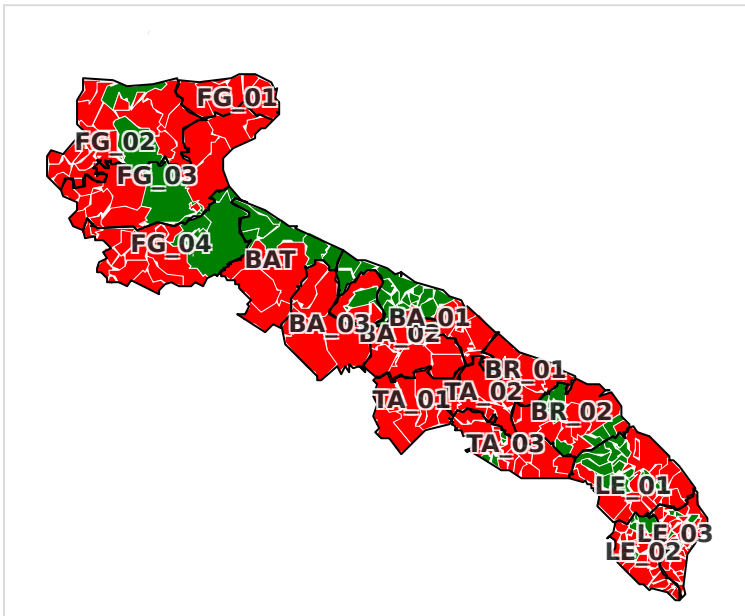 FG_01
FG_02
FG_03
FG_04
BAT
BA_01
BA_03
BA_02
BR_01
TA_02
TA_01
BR_02
TA_03
LE_01
LE_03
LE_02